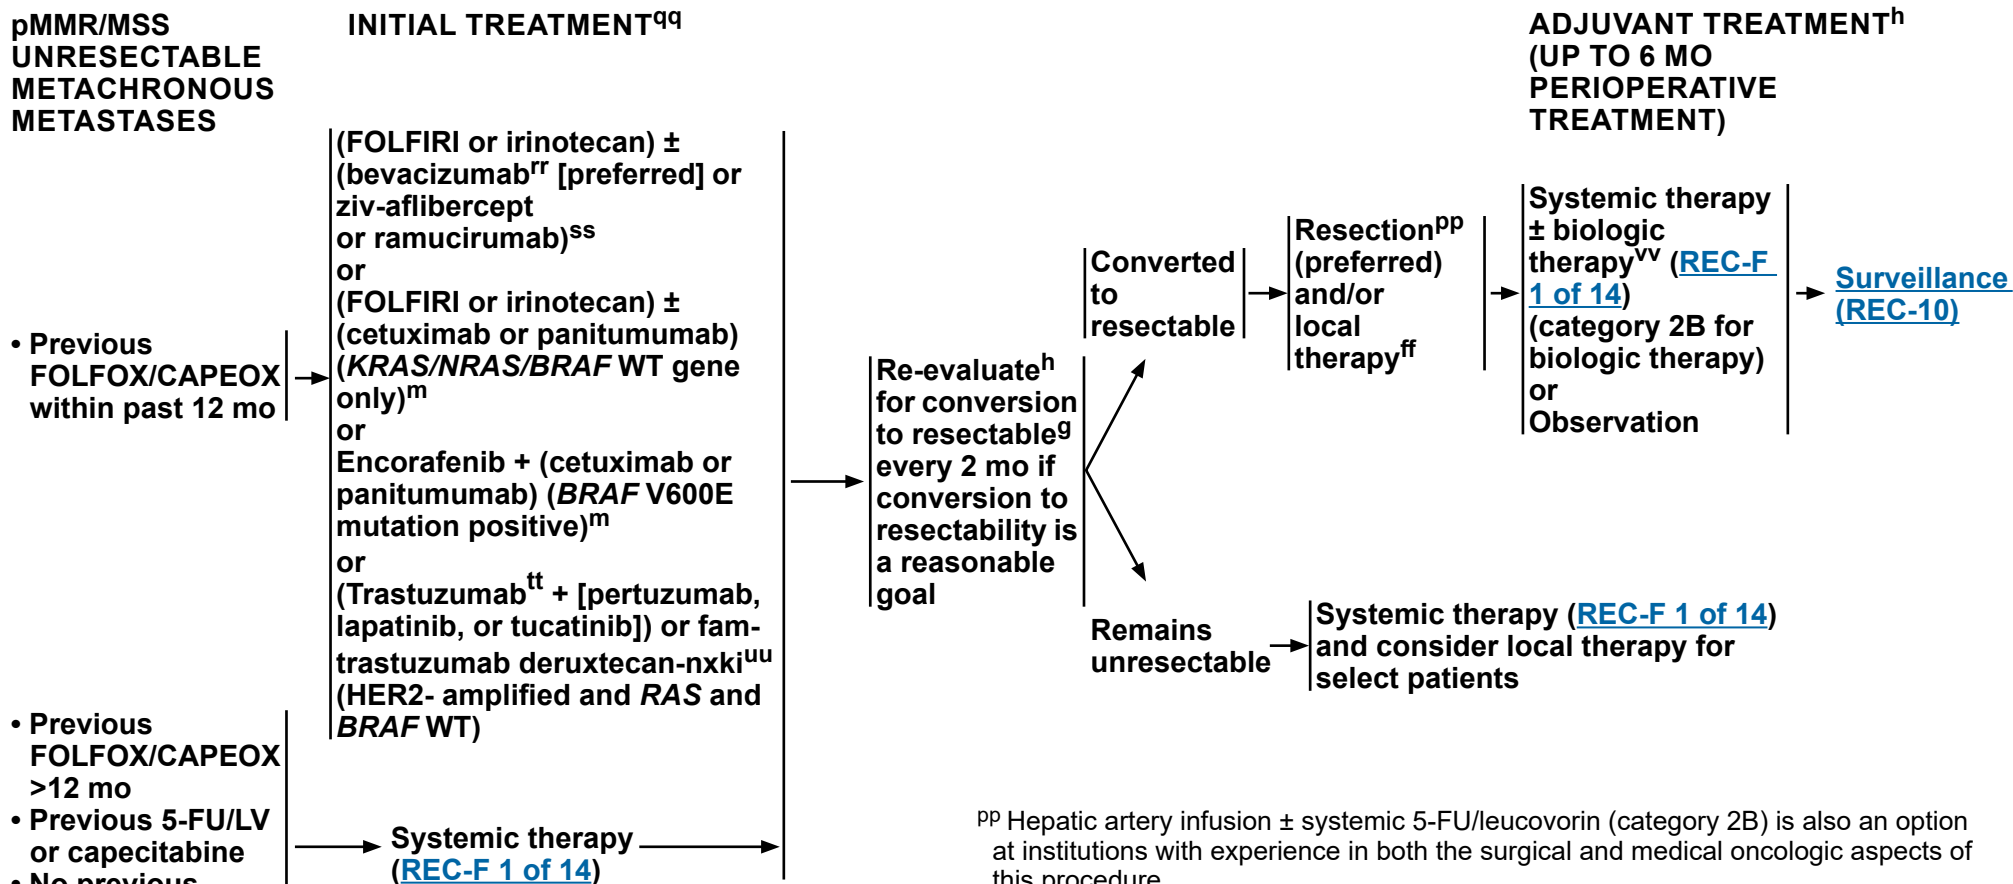 pMMR/MSS
UNRESECTABLE
METACHRONOUS
METASTASES
INITIAL TREATMENTqq
ADJUVANT TREATMENTh
(UP TO 6 MO
PERIOPERATIVE
TREATMENT)
• Previous
FOLFOX/CAPEOX
within past 12 mo
(FOLFIRI or irinotecan) ±
(bevacizumabrr [preferred] or
ziv-aflibercept
or ramucirumab)ss
or
(FOLFIRI or irinotecan) ±
(cetuximab or panitumumab)
(KRAS/NRAS/BRAF WT gene
only)m
or
Encorafenib + (cetuximab or
panitumumab) (BRAF V600E
mutation positive)m
or
(Trastuzumabtt + [pertuzumab,
lapatinib, or tucatinib]) or fam-
trastuzumab deruxtecan-nxkiuu
(HER2- amplified and RAS and
BRAF WT)
Re-evaluateh
for conversion
to resectableg
every 2 mo if
conversion to
resectability is
a reasonable
goal
Converted
to
resectable
Resectionpp
(preferred)
and/or
local
therapyff
Systemic therapy
± biologic
therapyvv (REC-F
1 of 14)
(category 2B for
biologic therapy)
or
Observation
Surveillance
(REC-10)
Remains
unresectable
Systemic therapy (REC-F 1 of 14)
and consider local therapy for
select patients
• Previous
FOLFOX/CAPEOX
>12 mo
• Previous 5-FU/LV
or capecitabine
• No previous
Systemic therapy
(REC-F 1 of 14)
pp Hepatic artery infusion ± systemic 5-FU/leucovorin (category 2B) is also an option
at institutions with experience in both the surgical and medical oncologic aspects of
this procedure